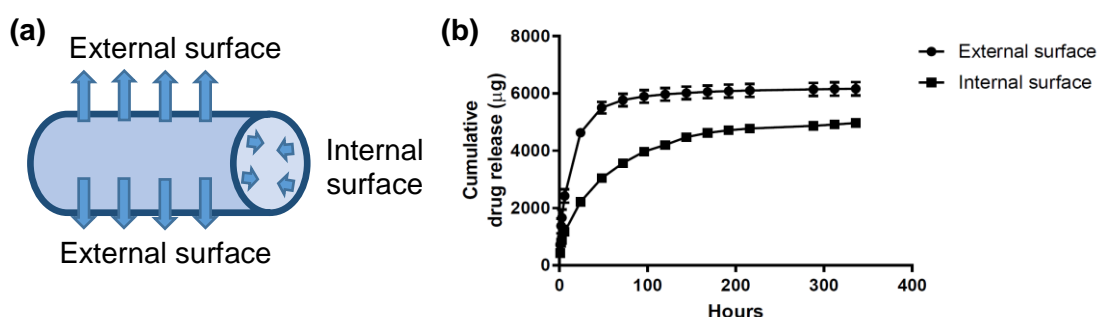 (a)
External surface
Internal
surface
External surface
(b)
Cumulative
drug release (μg)
8000
6000
4000
2000
0
0 100 200 300 400
Hours
External surface
Internal surface